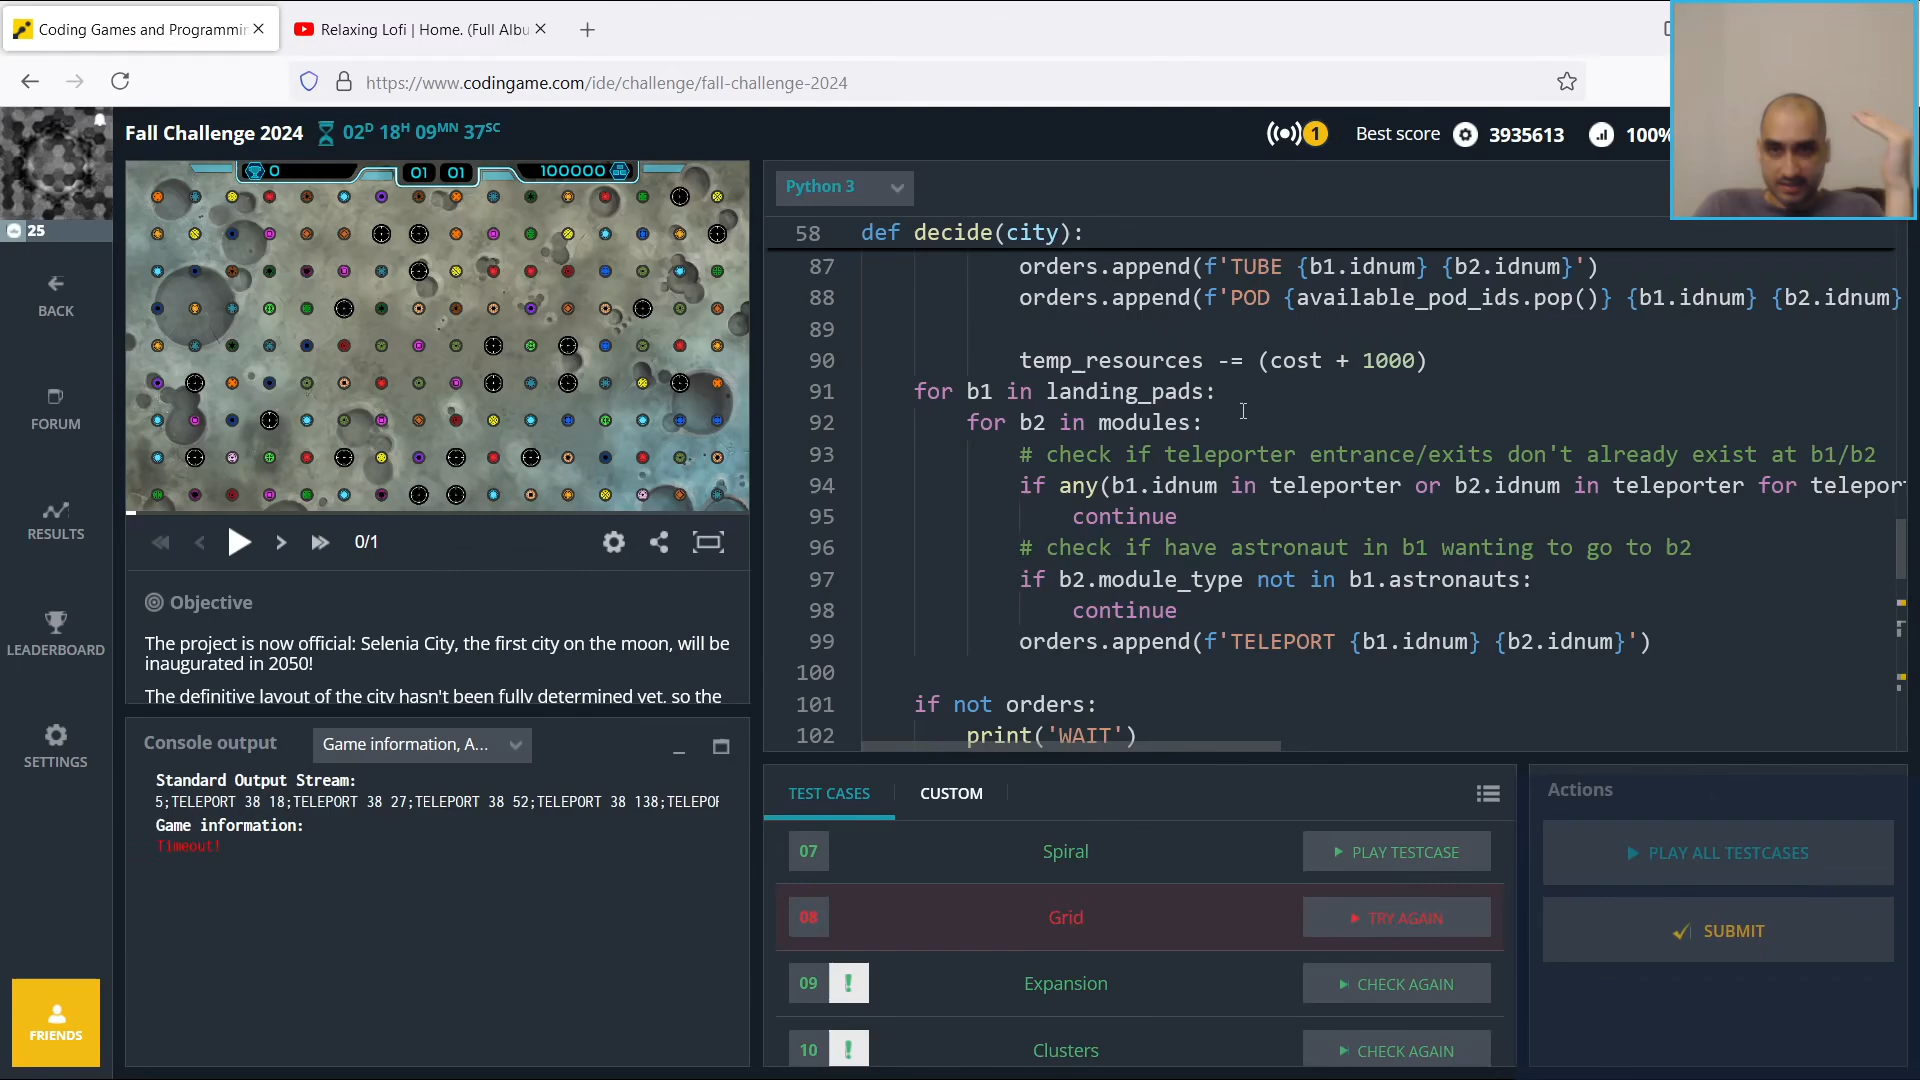 Coding Games and Programmin
Relaxing Lofi | Home. (Full Albu
https://www.codingame.com/ide/challenge/fall-challenge-2024
Fall Challenge 2024
02D 18H 09MN 37SC
1
Best score
3935613
100%
25
BACK
FORUM
RESULTS
LEADERBOARD
SETTINGS
FRIENDS
0
01 01
100000
0/1
Objective
The project is now official: Selenia City, the first city on the moon, will be
inaugurated in 2050!
The definitive layout of the city hasn't been fully determined yet, so the
Console output
Game information, A...
Standard Output Stream:
5;TELEPORT 38 18;TELEPORT 38 27;TELEPORT 38 52;TELEPORT 38 138;TELEPOR
Game information:
Timeout!
Python 3
58 def decide(city):
87 orders.append(f'TUBE {b1.idnum} {b2.idnum}')
88 orders.append(f'POD {available_pod_ids.pop()} {b1.idnum} {b2.idnum}
89
90 temp_resources -= (cost + 1000)
91 for b1 in landing_pads:
92 for b2 in modules:
93 # check if teleporter entrance/exits don't already exist at b1/b2
94 if any(b1.idnum in teleporter or b2.idnum in teleporter for telepor
95 continue
96 # check if have astronaut in b1 wanting to go to b2
97 if b2.module_type not in b1.astronauts:
98 continue
99 orders.append(f'TELEPORT {b1.idnum} {b2.idnum}')
100
101 if not orders:
102 print('WAIT')
TEST CASES
CUSTOM
07 Spiral PLAY TESTCASE
08 Grid TRY AGAIN
09 ! Expansion CHECK AGAIN
10 ! Clusters CHECK AGAIN
Actions
PLAY ALL TESTCASES
SUBMIT